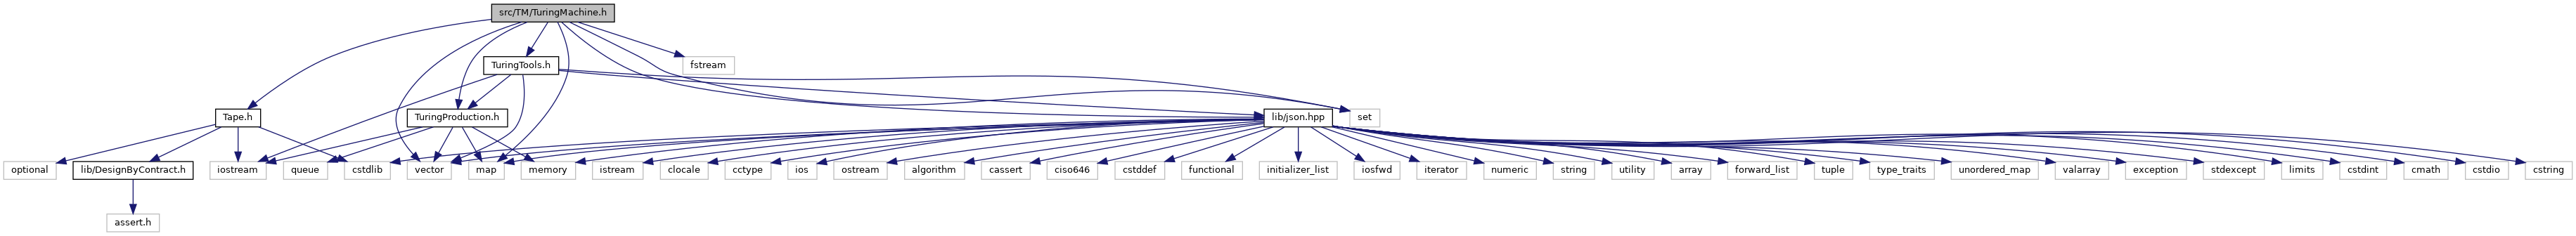 src/TM/TuringMachine.h
TuringTools.h
fstream
Tape.h
TuringProduction.h
lib/json.hpp
set
optional
lib/DesignByContract.h
iostream
queue
cstdlib
vector
map
memory
istream
clocale
cctype
ios
ostream
algorithm
cassert
ciso646
cstddef
functional
initializer_list
iosfwd
iterator
numeric
string
utility
array
forward_list
tuple
type_traits
unordered_map
valarray
exception
stdexcept
limits
cstdint
cmath
cstdio
cstring
assert.h